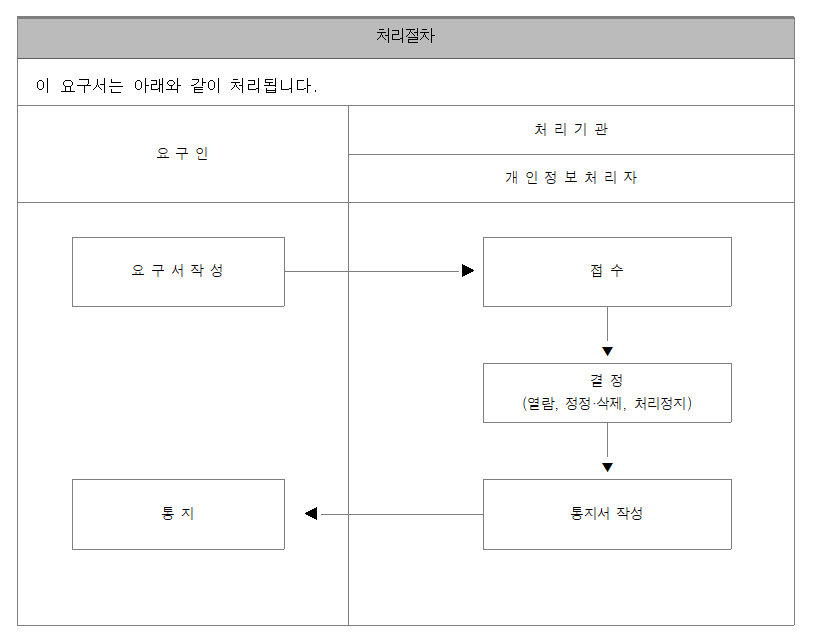 처리절차
이 요구서는 아래와 같이 처리됩니다.
요 구 인
처 리 기 관
개 인 정 보 처 리 자
요 구 서 작 성
접 수
결 정
(열람, 정정·삭제, 처리정지)
통 지
통지서 작성